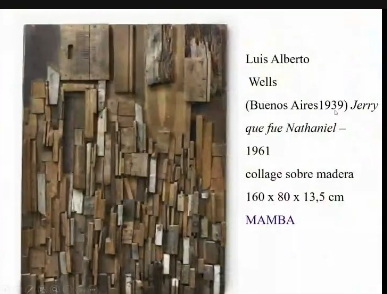 Luis Alberto
Wells
(Buenos Aires1939) Jerry
que fue Nathaniel –
1961
collage sobre madera
160 x 80 x 13,5 cm
MAMBA